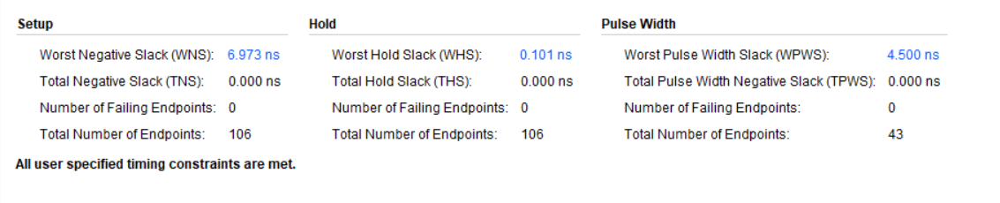 Setup
Hold
Pulse Width
Worst Negative Slack (WNS): 6.973 ns
Worst Hold Slack (WHS): 0.101 ns
Worst Pulse Width Slack (WPWS): 4.500 ns
Total Negative Slack (TNS): 0.000 ns
Total Hold Slack (THS): 0.000 ns
Total Pulse Width Negative Slack (TPWS): 0.000 ns
Number of Failing Endpoints: 0
Number of Failing Endpoints: 0
Number of Failing Endpoints: 0
Total Number of Endpoints: 106
Total Number of Endpoints: 106
Total Number of Endpoints: 43
All user specified timing constraints are met.